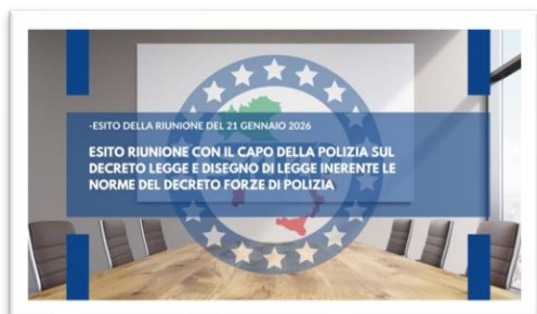 -ESITO DELLA RIUNIONE DEL 21 GENNAIO 2026
ESITO RIUNIONE CON IL CAPO DELLA POLIZIA SUL
DECRETO LEGGE E DISEGNO DI LEGGE INERENTE LE
NORME DEL DECRETO FORZE DI POLIZIA